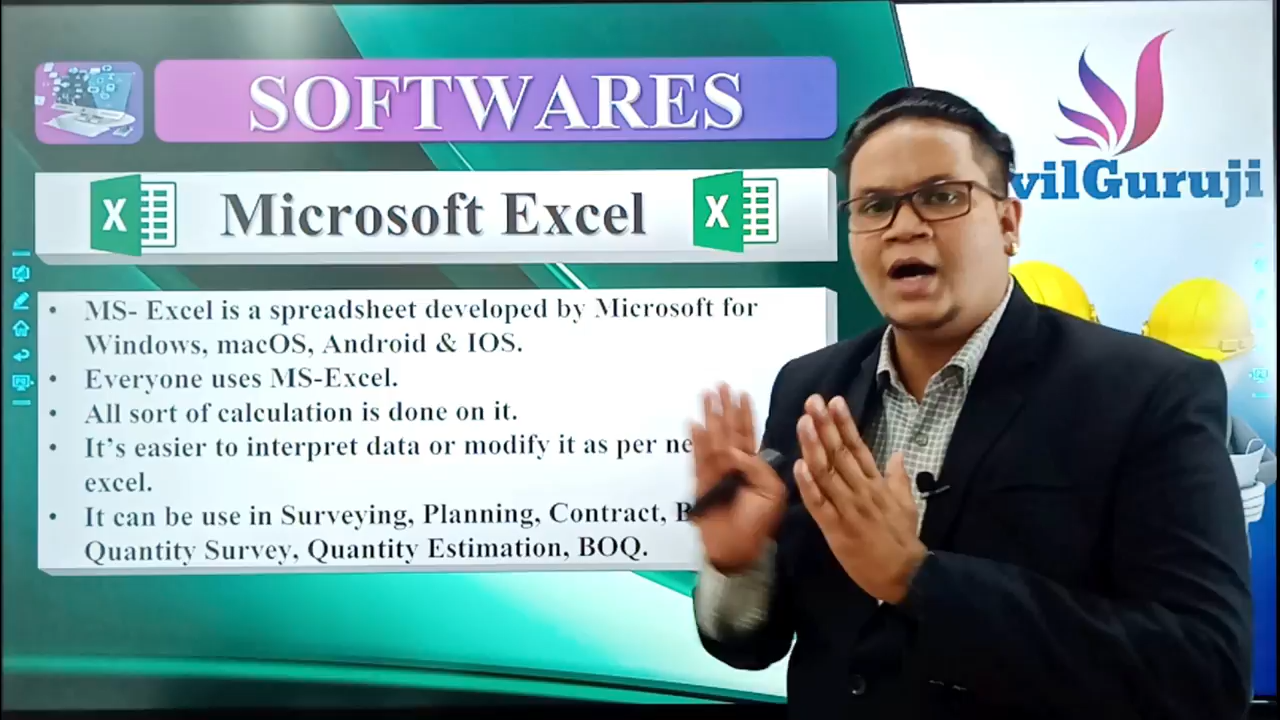 SOFTWARES
vilGuruji
X Microsoft Excel X
• MS- Excel is a spreadsheet developed by Microsoft for
Windows, macOS, Android & IOS.
• Everyone uses MS-Excel.
• All sort of calculation is done on it.
• It's easier to interpret data or modify it as per
excel.
• It can be use in Surveying, Planning, Contract,
Quantity Survey, Quantity Estimation, BOQ.